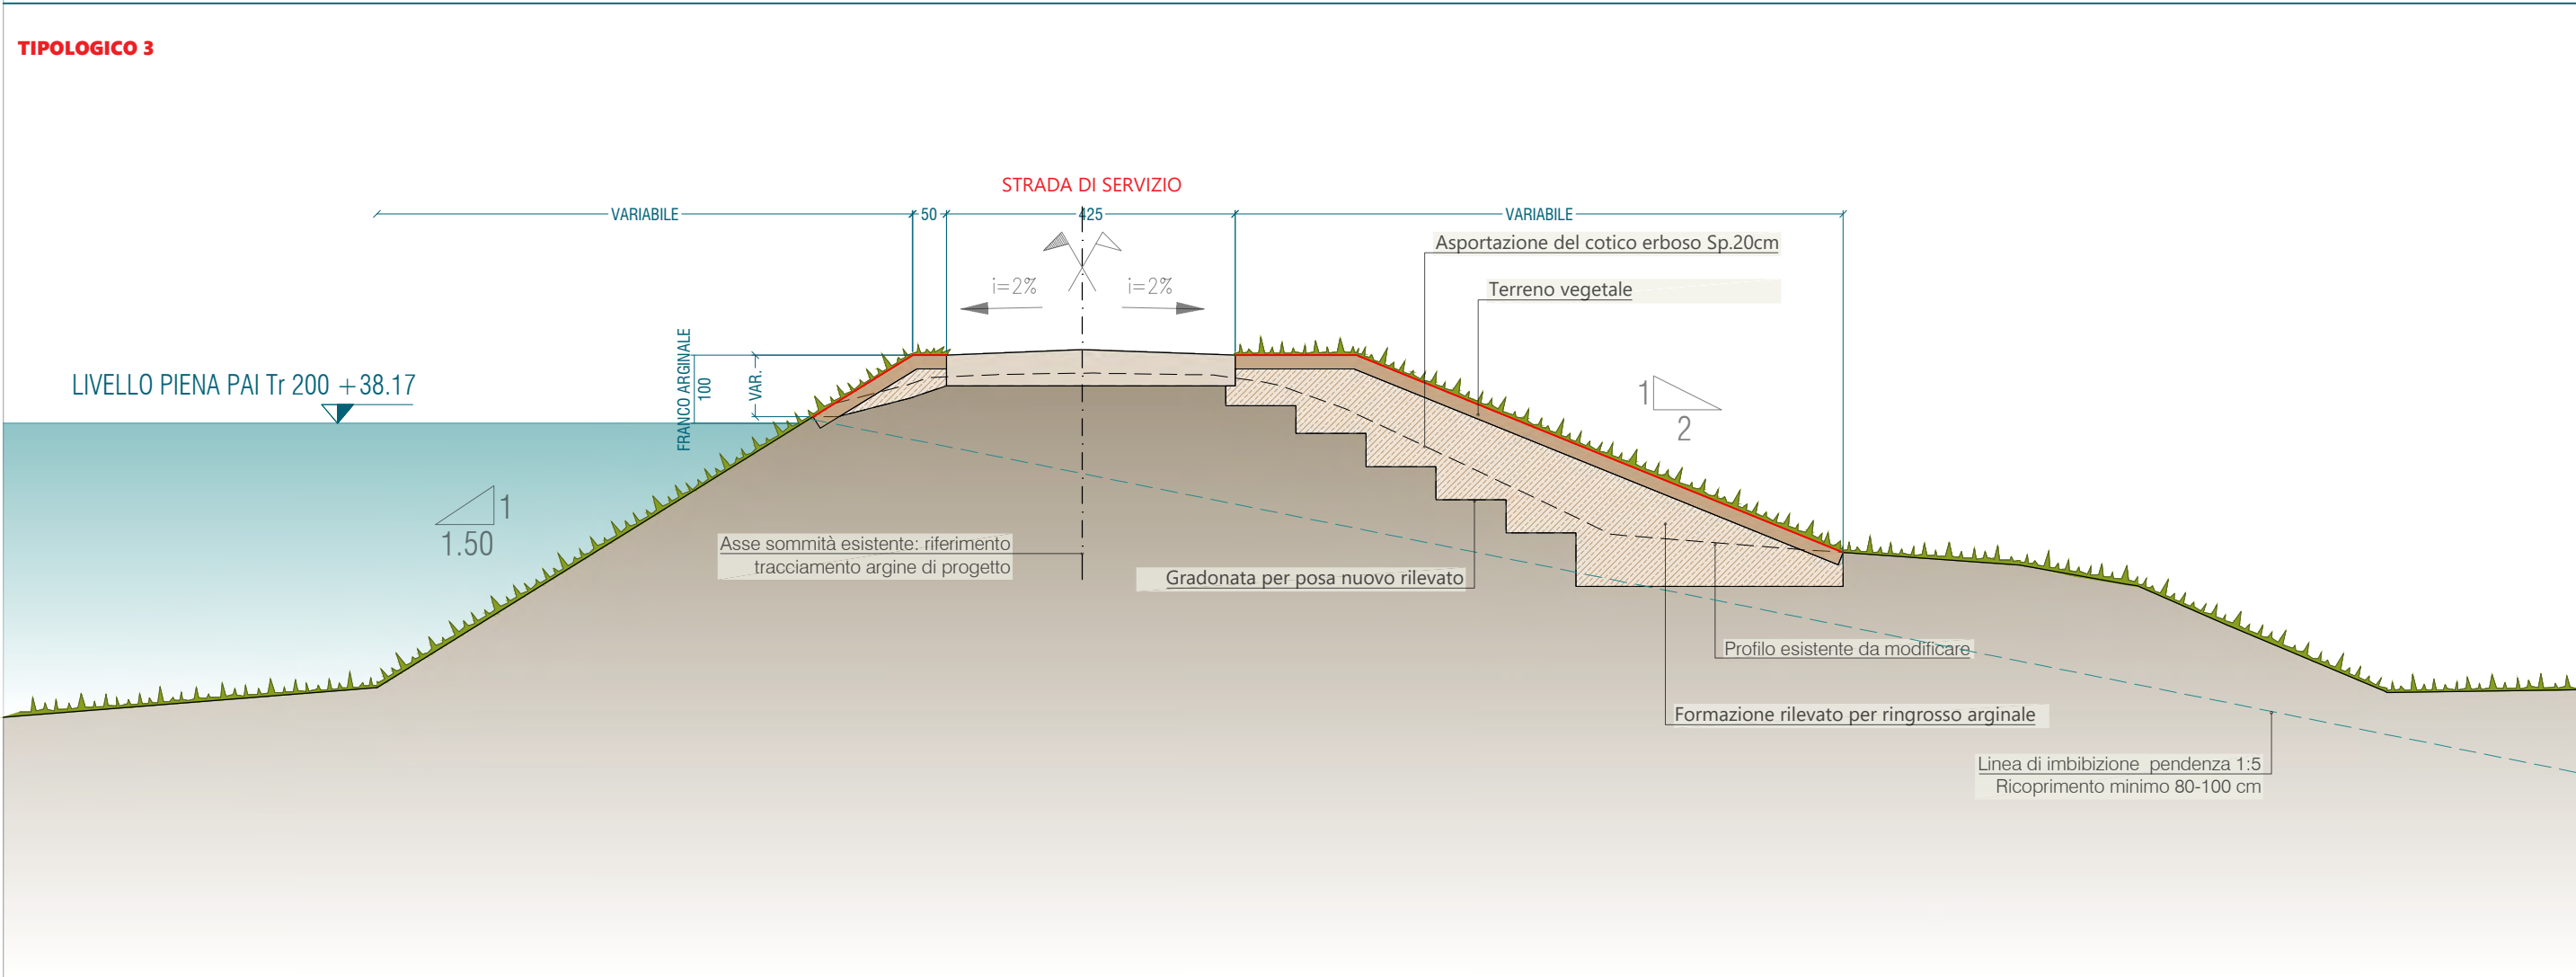 TIPOLOGICO 3
STRADA DI SERVIZIO
VARIABILE
50
425
VARIABILE
Asportazione del cotico erboso Sp.20cm
i=2%
i=2%
Terreno vegetale
FRANCO ARGINALE
100
VAR.
LIVELLO PIENA PAI Tr 200 +38.17
1
2
1
1.50
Asse sommità esistente: riferimento
tracciamento argine di progetto
Gradonata per posa nuovo rilevato
Profilo esistente da modificare
Formazione rilevato per ringrosso arginale
Linea di imbibizione pendenza 1:5
Ricoprimento minimo 80-100 cm